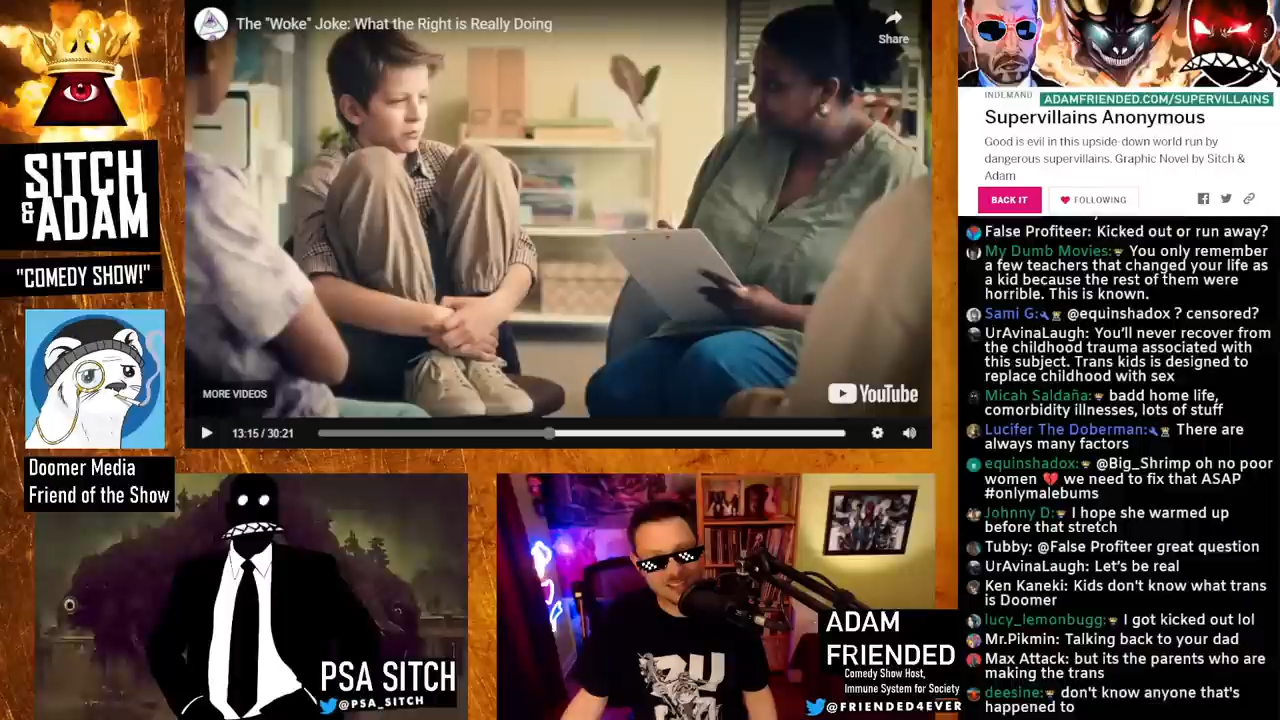 SITCH
& ADAM
"COMEDY SHOW!"
Doomer Media
Friend of the Show
The "Woke" Joke: What the Right is Really Doing
Share
MORE VIDEOS
YouTube
13:15 / 30:21
PSA SITCH
@PSA_SITCH
ADAM
FRIENDED
Comedy Show Host,
Immune System for Society
@FRIENDED4EVER
INDEMAND
ADAMFRIENDED.COM/SUPERVILLAINS
Supervillains Anonymous
Good is evil in this upside-down world run by
dangerous supervillains. Graphic Novel by Sitch &
Adam
BACK IT
FOLLOWING
False Profiteer: Kicked out or run away?
My Dumb Movies: You only remember
a few teachers that changed your life as
a kid because the rest of them were
horrible. This is known.
Sami G: @equinshadox ? censored?
UrAvinaLaugh: You'll never recover from
the childhood trauma associated with
this subject. Trans kids is designed to
replace childhood with sex
Micah Saldaña: badd home life,
comorbidity illnesses, lots of stuff
Lucifer The Doberman: There are
always many factors
equinshadox: @Big_Shrimp oh no poor
women 💔 we need to fix that ASAP
#onlymalebums
Johnny D: I hope she warmed up
before that stretch
Tubby: @False Profiteer great question
UrAvinaLaugh: Let's be real
Ken Kaneki: Kids don't know what trans
is Doomer
lucy_lemonbugg: I got kicked out lol
Mr.Pikmin: Talking back to your dad
Max Attack: but its the parents who are
making the trans
deesine: don't know anyone that's
happened to